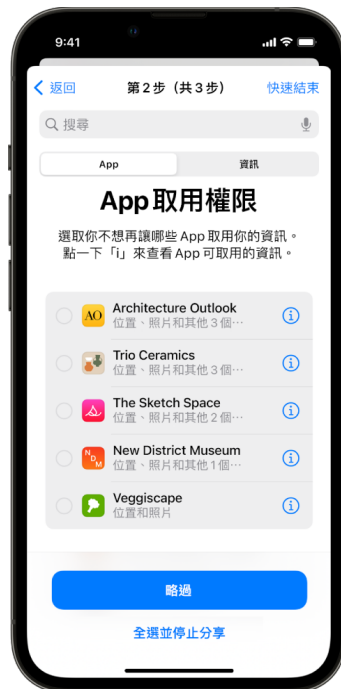 9:41
返回
第 2 步（共 3 步）
快速結束
搜尋
App
資訊
App 取用權限
選取你不想再讓哪些 App 取用你的資訊。
點一下「i」來查看 App 可取用的資訊。
AO
Architecture Outlook
位置、照片和其他 3 個…
i
Trio Ceramics
位置、照片和其他 3 個…
i
The Sketch Space
位置、照片和其他 2 個…
i
NDM
New District Museum
位置、照片和其他 1 個…
i
Veggiscape
位置和照片
i
略過
全選並停止分享